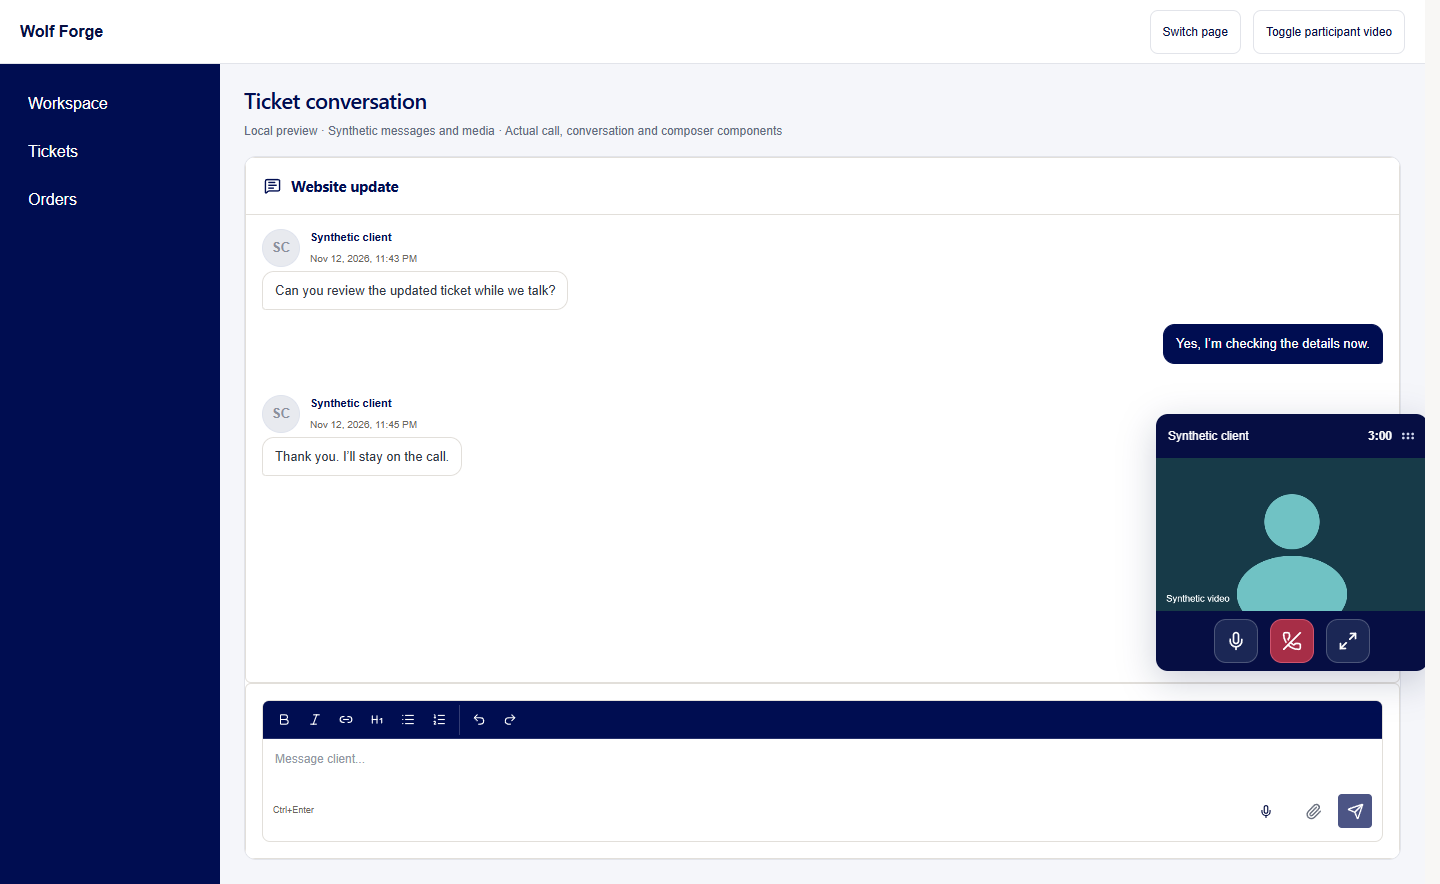 Wolf Forge
Switch page
Toggle participant video
Workspace
Tickets
Orders
Ticket conversation
Local preview · Synthetic messages and media · Actual call, conversation and composer components
Website update
SC
Synthetic client
Nov 12, 2026, 11:43 PM
Can you review the updated ticket while we talk?
Yes, I’m checking the details now.
SC
Synthetic client
Nov 12, 2026, 11:45 PM
Thank you. I’ll stay on the call.
Synthetic client
3:00
Synthetic video
H1
Message client...
Ctrl+Enter